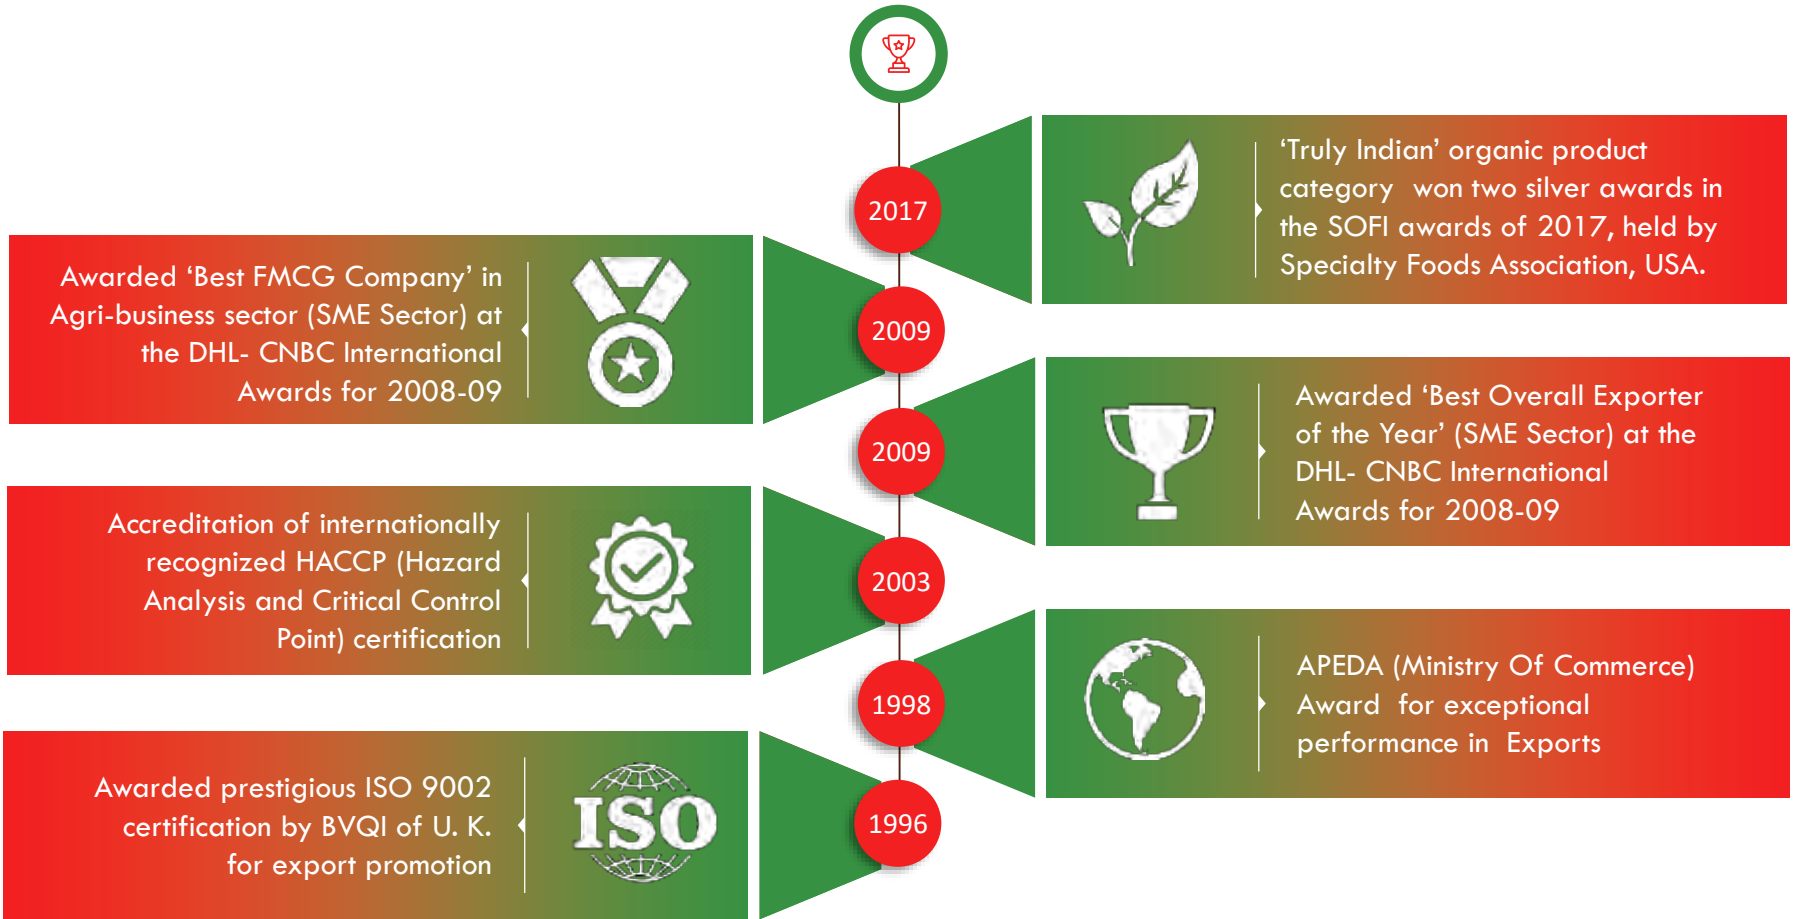 2017
‘Truly Indian’ organic product
category won two silver awards in
the SOFI awards of 2017, held by
Specialty Foods Association, USA.
Awarded ‘Best FMCG Company’ in
Agri-business sector (SME Sector) at
the DHL- CNBC International
Awards for 2008-09
2009
2009
Awarded ‘Best Overall Exporter
of the Year’ (SME Sector) at the
DHL- CNBC International
Awards for 2008-09
Accreditation of internationally
recognized HACCP (Hazard
Analysis and Critical Control
Point) certification
2003
1998
APEDA (Ministry Of Commerce)
Award for exceptional
performance in Exports
Awarded prestigious ISO 9002
certification by BVQI of U. K.
for export promotion
ISO
1996